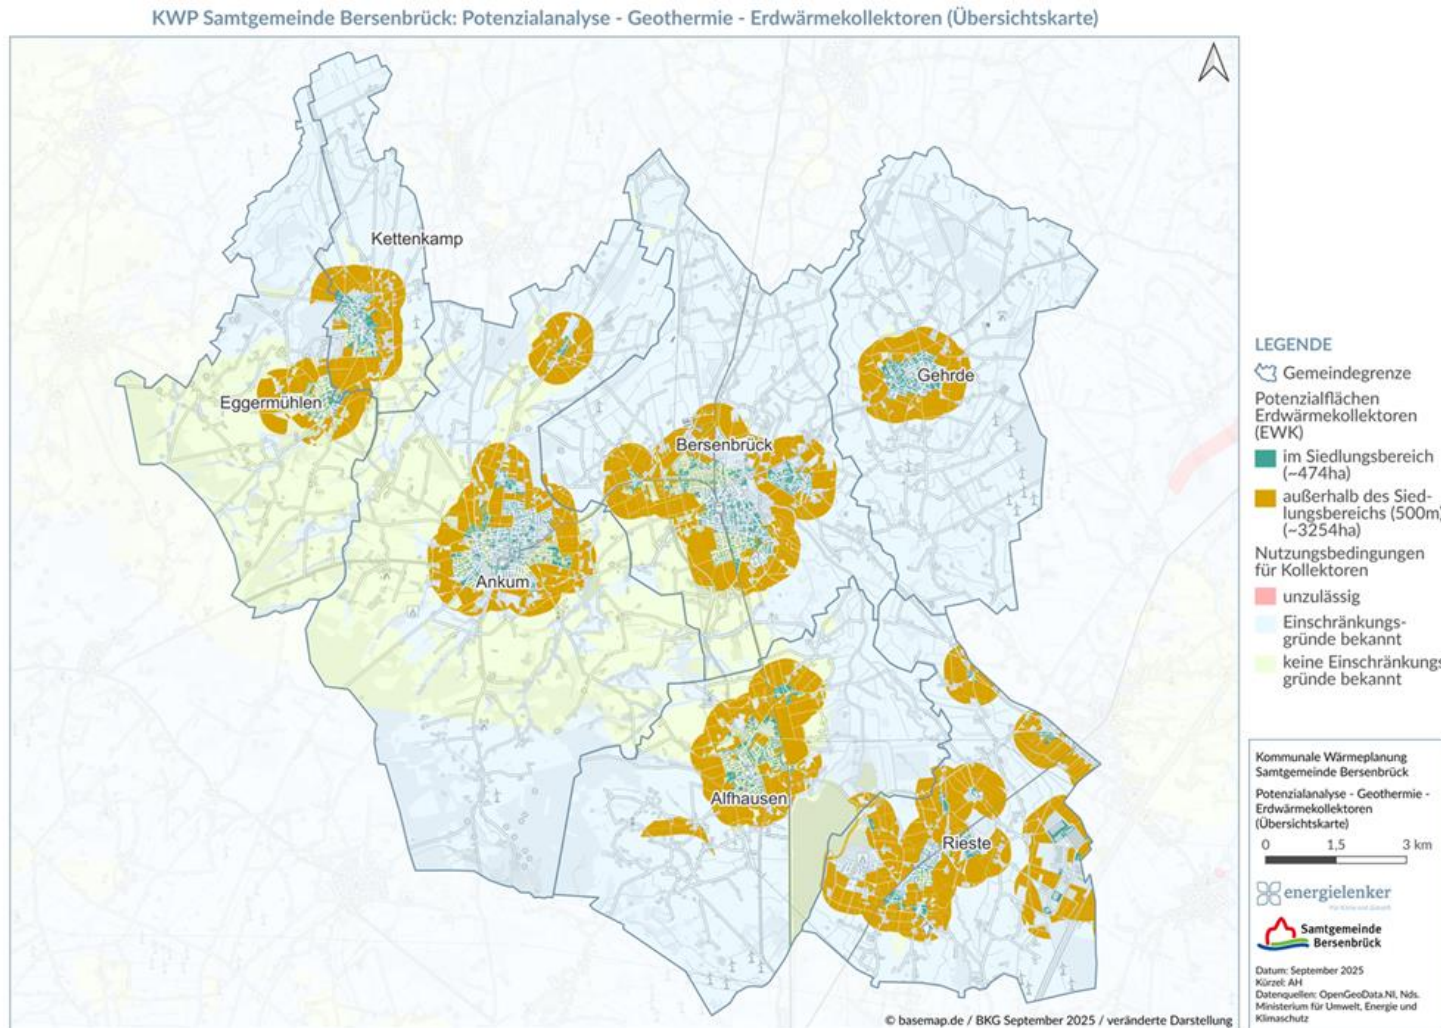 KWP Samtgemeinde Bersenbrück: Potenzialanalyse - Geothermie - Erdwärmekollektoren (Übersichtskarte)
Kettenkamp
Eggermühlen
Gehrde
Bersenbrück
Ankum
Alfhausen
Rieste
© basemap.de / BKG September 2025 / veränderte Darstellung
LEGENDE
Gemeindegrenze
Potenzialflächen
Erdwärmekollektoren
(EWK)
im Siedlungsbereich
(~474ha)
außerhalb des Sied-
lungsbereichs (500m)
(~3254ha)
Nutzungsbedingungen
für Kollektoren
unzulässig
Einschränkungs-
gründe bekannt
keine Einschränkungs
gründe bekannt
Kommunale Wärmeplanung
Samtgemeinde Bersenbrück
Potenzialanalyse - Geothermie -
Erdwärmekollektoren
(Übersichtskarte)
0 1,5 3 km
energielenker
Samtgemeinde
Bersenbrück
Datum: September 2025
Kürzel: AH
Datenquellen: OpenGeoData.NI, Nds.
Ministerium für Umwelt, Energie und
Klimaschutz